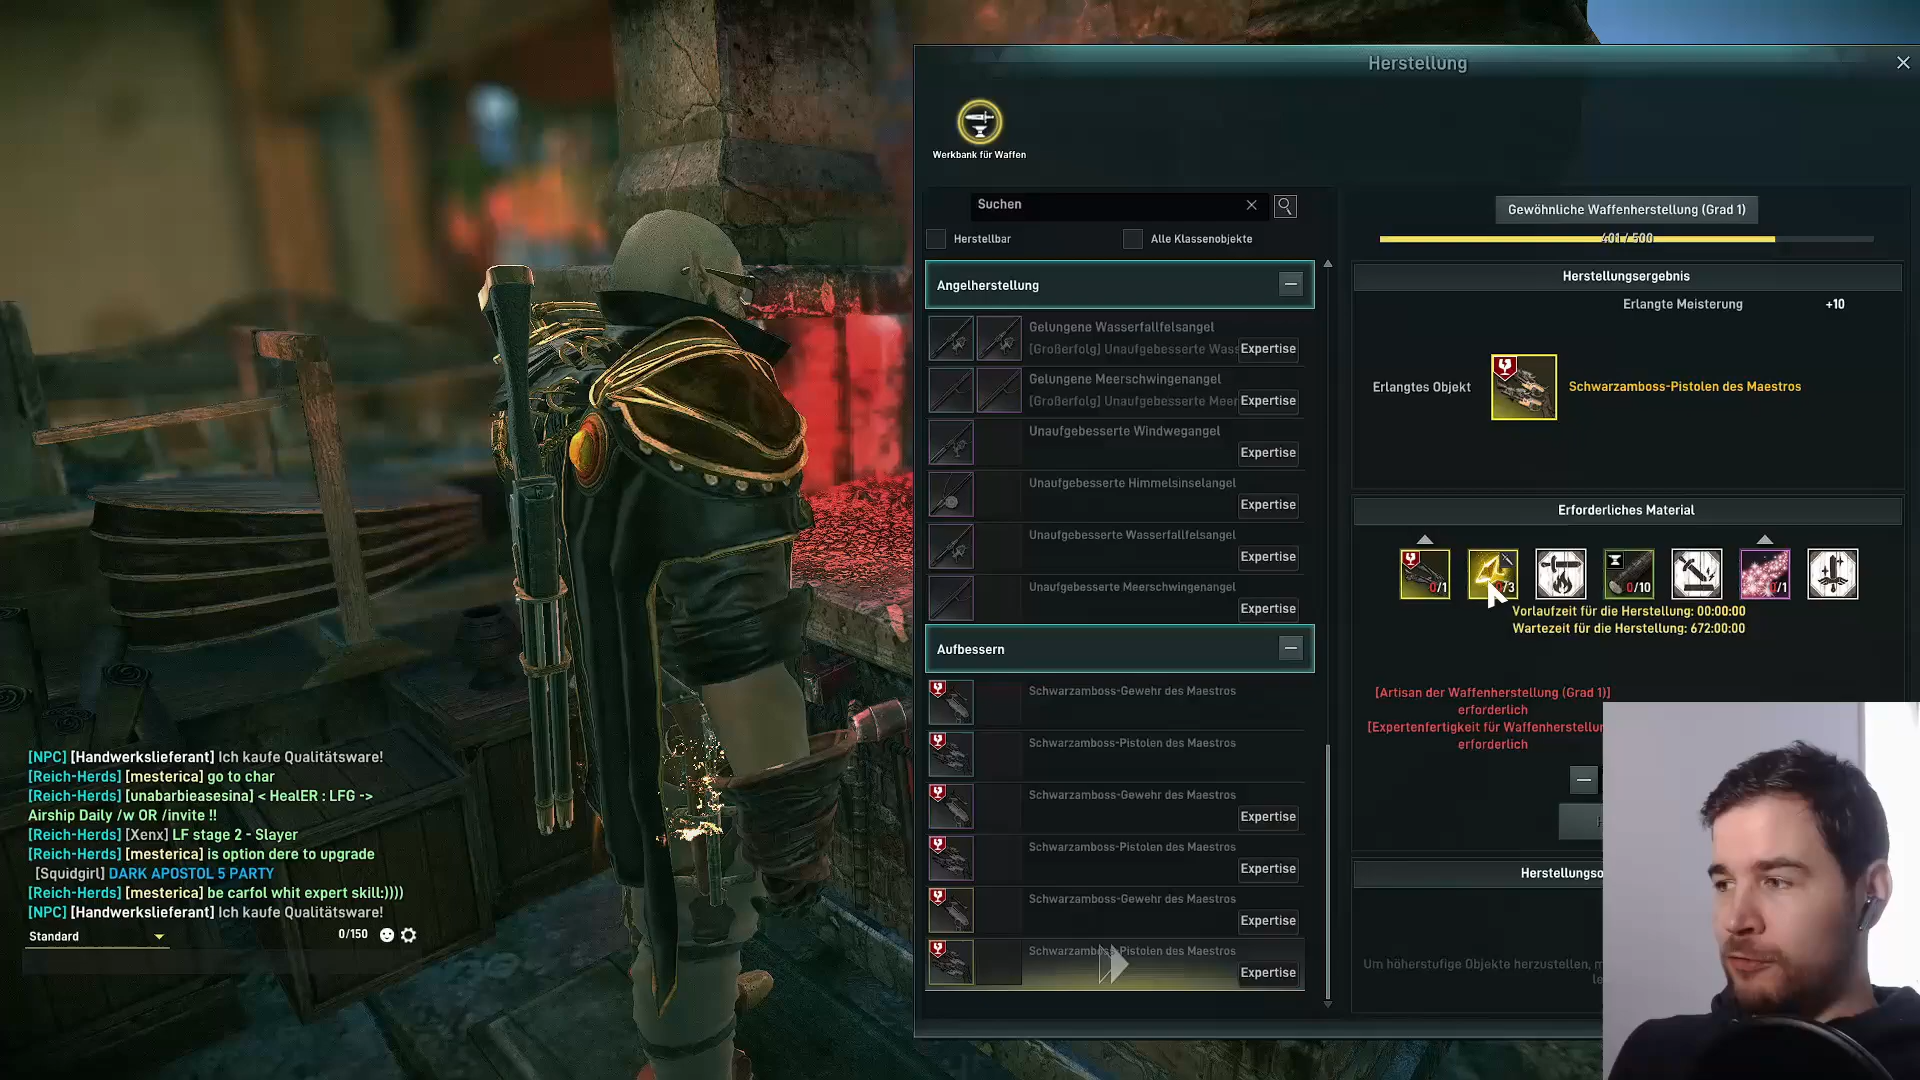 Herstellung
Werkbank für Waffen
Suchen
Herstellbar
Alle Klassenobjekte
Angelherstellung
Gelungene Wasserfallfelsangel
[Großerfolg] Unaufgebesserte Wass
Expertise
Gelungene Meerschwingenangel
[Großerfolg] Unaufgebesserte Meer
Expertise
Unaufgebesserte Windwegangel
Expertise
Unaufgebesserte Himmelsinselangel
Expertise
Unaufgebesserte Wasserfallfelsangel
Expertise
Unaufgebesserte Meerschwingenangel
Expertise
Aufbessern
Schwarzamboss-Gewehr des Maestros
Schwarzamboss-Pistolen des Maestros
Schwarzamboss-Gewehr des Maestros
Expertise
Schwarzamboss-Pistolen des Maestros
Expertise
Schwarzamboss-Gewehr des Maestros
Expertise
Schwarzamboss-Pistolen des Maestros
Expertise
Gewöhnliche Waffenherstellung (Grad 1)
401 / 500
Herstellungsergebnis
Erlangte Meisterung +10
Erlangtes Objekt
Schwarzamboss-Pistolen des Maestros
Erforderliches Material
0/1
/3
0/10
0/1
Vorlaufzeit für die Herstellung: 00:00:00
Wartezeit für die Herstellung: 672:00:00
[Artisan der Waffenherstellung (Grad 1)]
erforderlich
[Expertenfertigkeit für Waffenherstellun
erforderlich
Herstellungso
Um höherstufige Objekte herzustellen, m
le
[NPC] [Handwerkslieferant] Ich kaufe Qualitätsware!
[Reich-Herds] [mesterica] go to char
[Reich-Herds] [unabarbieasesina] < HealER : LFG ->
Airship Daily /w OR /invite !!
[Reich-Herds] [Xenx] LF stage 2 - Slayer
[Reich-Herds] [mesterica] is option dere to upgrade
[Squidgirl] DARK APOSTOL 5 PARTY
[Reich-Herds] [mesterica] be carfol whit expert skill:))))
[NPC] [Handwerkslieferant] Ich kaufe Qualitätsware!
Standard
0/150